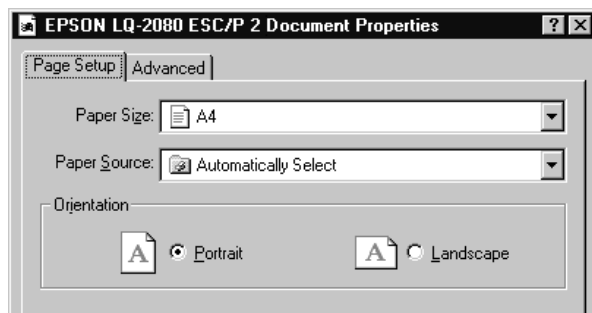 EPSON LQ-2080 ESC/P 2 Document Properties
Page Setup Advanced
Paper Size: A4
Paper Source: Automatically Select
Orientation
A Portrait A Landscape